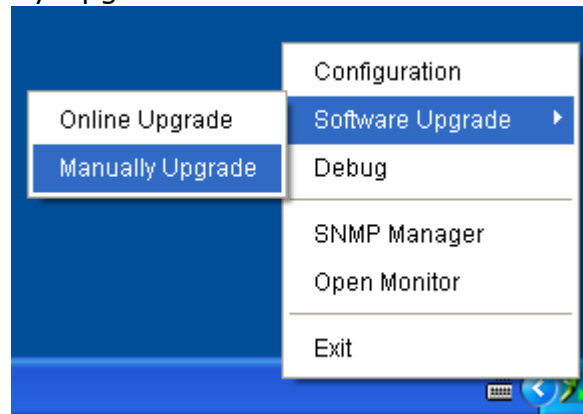 Configuration
Online Upgrade
Software Upgrade
Manually Upgrade
Debug
SNMP Manager
Open Monitor
Exit